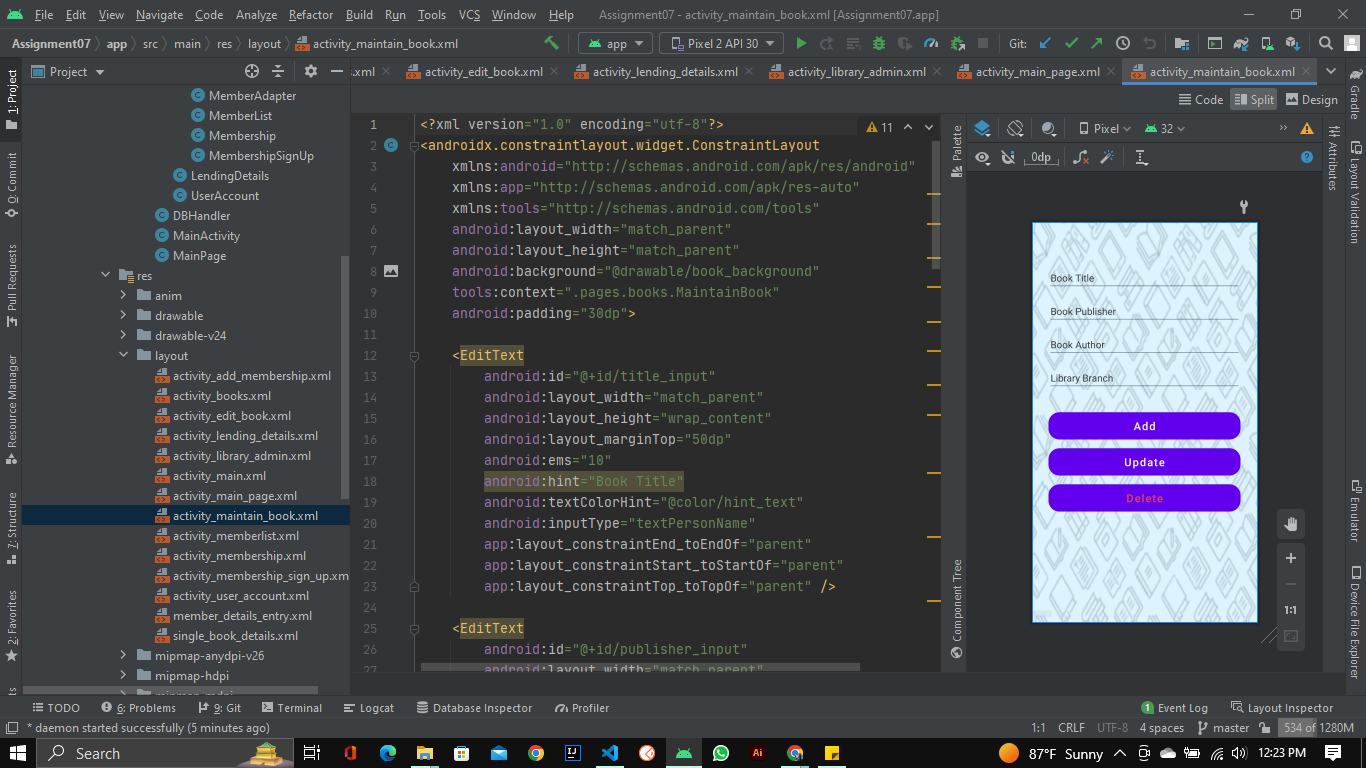 File Edit View Navigate Code Analyze Refactor Build Run Tools VCS Window Help Assignment07 - activity_maintain_book.xml [Assignment07.app]
Assignment07 app src main res layout activity_maintain_book.xml app Pixel 2 API 30 Git:
Project .xml activity_edit_book.xml activity_lending_details.xml activity_library_admin.xml activity_main_page.xml activity_maintain_book.xml
Code Split Design
1: Project
0: Commit
Pull Requests
Resource Manager
7: Structure
2: Favorites
MemberAdapter
MemberList
Membership
MembershipSignUp
LendingDetails
UserAccount
DBHandler
MainActivity
MainPage
res
anim
drawable
drawable-v24
layout
activity_add_membership.xml
activity_books.xml
activity_edit_book.xml
activity_lending_details.xml
activity_library_admin.xml
activity_main.xml
activity_main_page.xml
activity_maintain_book.xml
activity_memberlist.xml
activity_membership.xml
activity_membership_sign_up.xm
activity_user_account.xml
member_details_entry.xml
single_book_details.xml
mipmap-anydpi-v26
mipmap-hdpi
mipmap-mdpi
1 <?xml version="1.0" encoding="utf-8"?>
2 <androidx.constraintlayout.widget.ConstraintLayout
3 xmlns:android="http://schemas.android.com/apk/res/android"
4 xmlns:app="http://schemas.android.com/apk/res-auto"
5 xmlns:tools="http://schemas.android.com/tools"
6 android:layout_width="match_parent"
7 android:layout_height="match_parent"
8 android:background="@drawable/book_background"
9 tools:context=".pages.books.MaintainBook"
10 android:padding="30dp">
11
12 <EditText
13 android:id="@+id/title_input"
14 android:layout_width="match_parent"
15 android:layout_height="wrap_content"
16 android:layout_marginTop="50dp"
17 android:ems="10"
18 android:hint="Book Title"
19 android:textColorHint="@color/hint_text"
20 android:inputType="textPersonName"
21 app:layout_constraintEnd_toEndOf="parent"
22 app:layout_constraintStart_toStartOf="parent"
23 app:layout_constraintTop_toTopOf="parent" />
24
25 <EditText
26 android:id="@+id/publisher_input"
27 android:layout_width="match_parent"
11
Palette
Component Tree
Pixel 32
0dp
Book Title
Book Publisher
Book Author
Library Branch
Add
Update
Delete
1:1
Attributes
Gradle
Layout Validation
Emulator
Device File Explorer
TODO 6: Problems 9: Git Terminal Logcat Database Inspector Profiler 1 Event Log Layout Inspector
* daemon started successfully (5 minutes ago) 1:1 CRLF UTF-8 4 spaces master 534 of 1280M
Search 87°F Sunny 12:23 PM